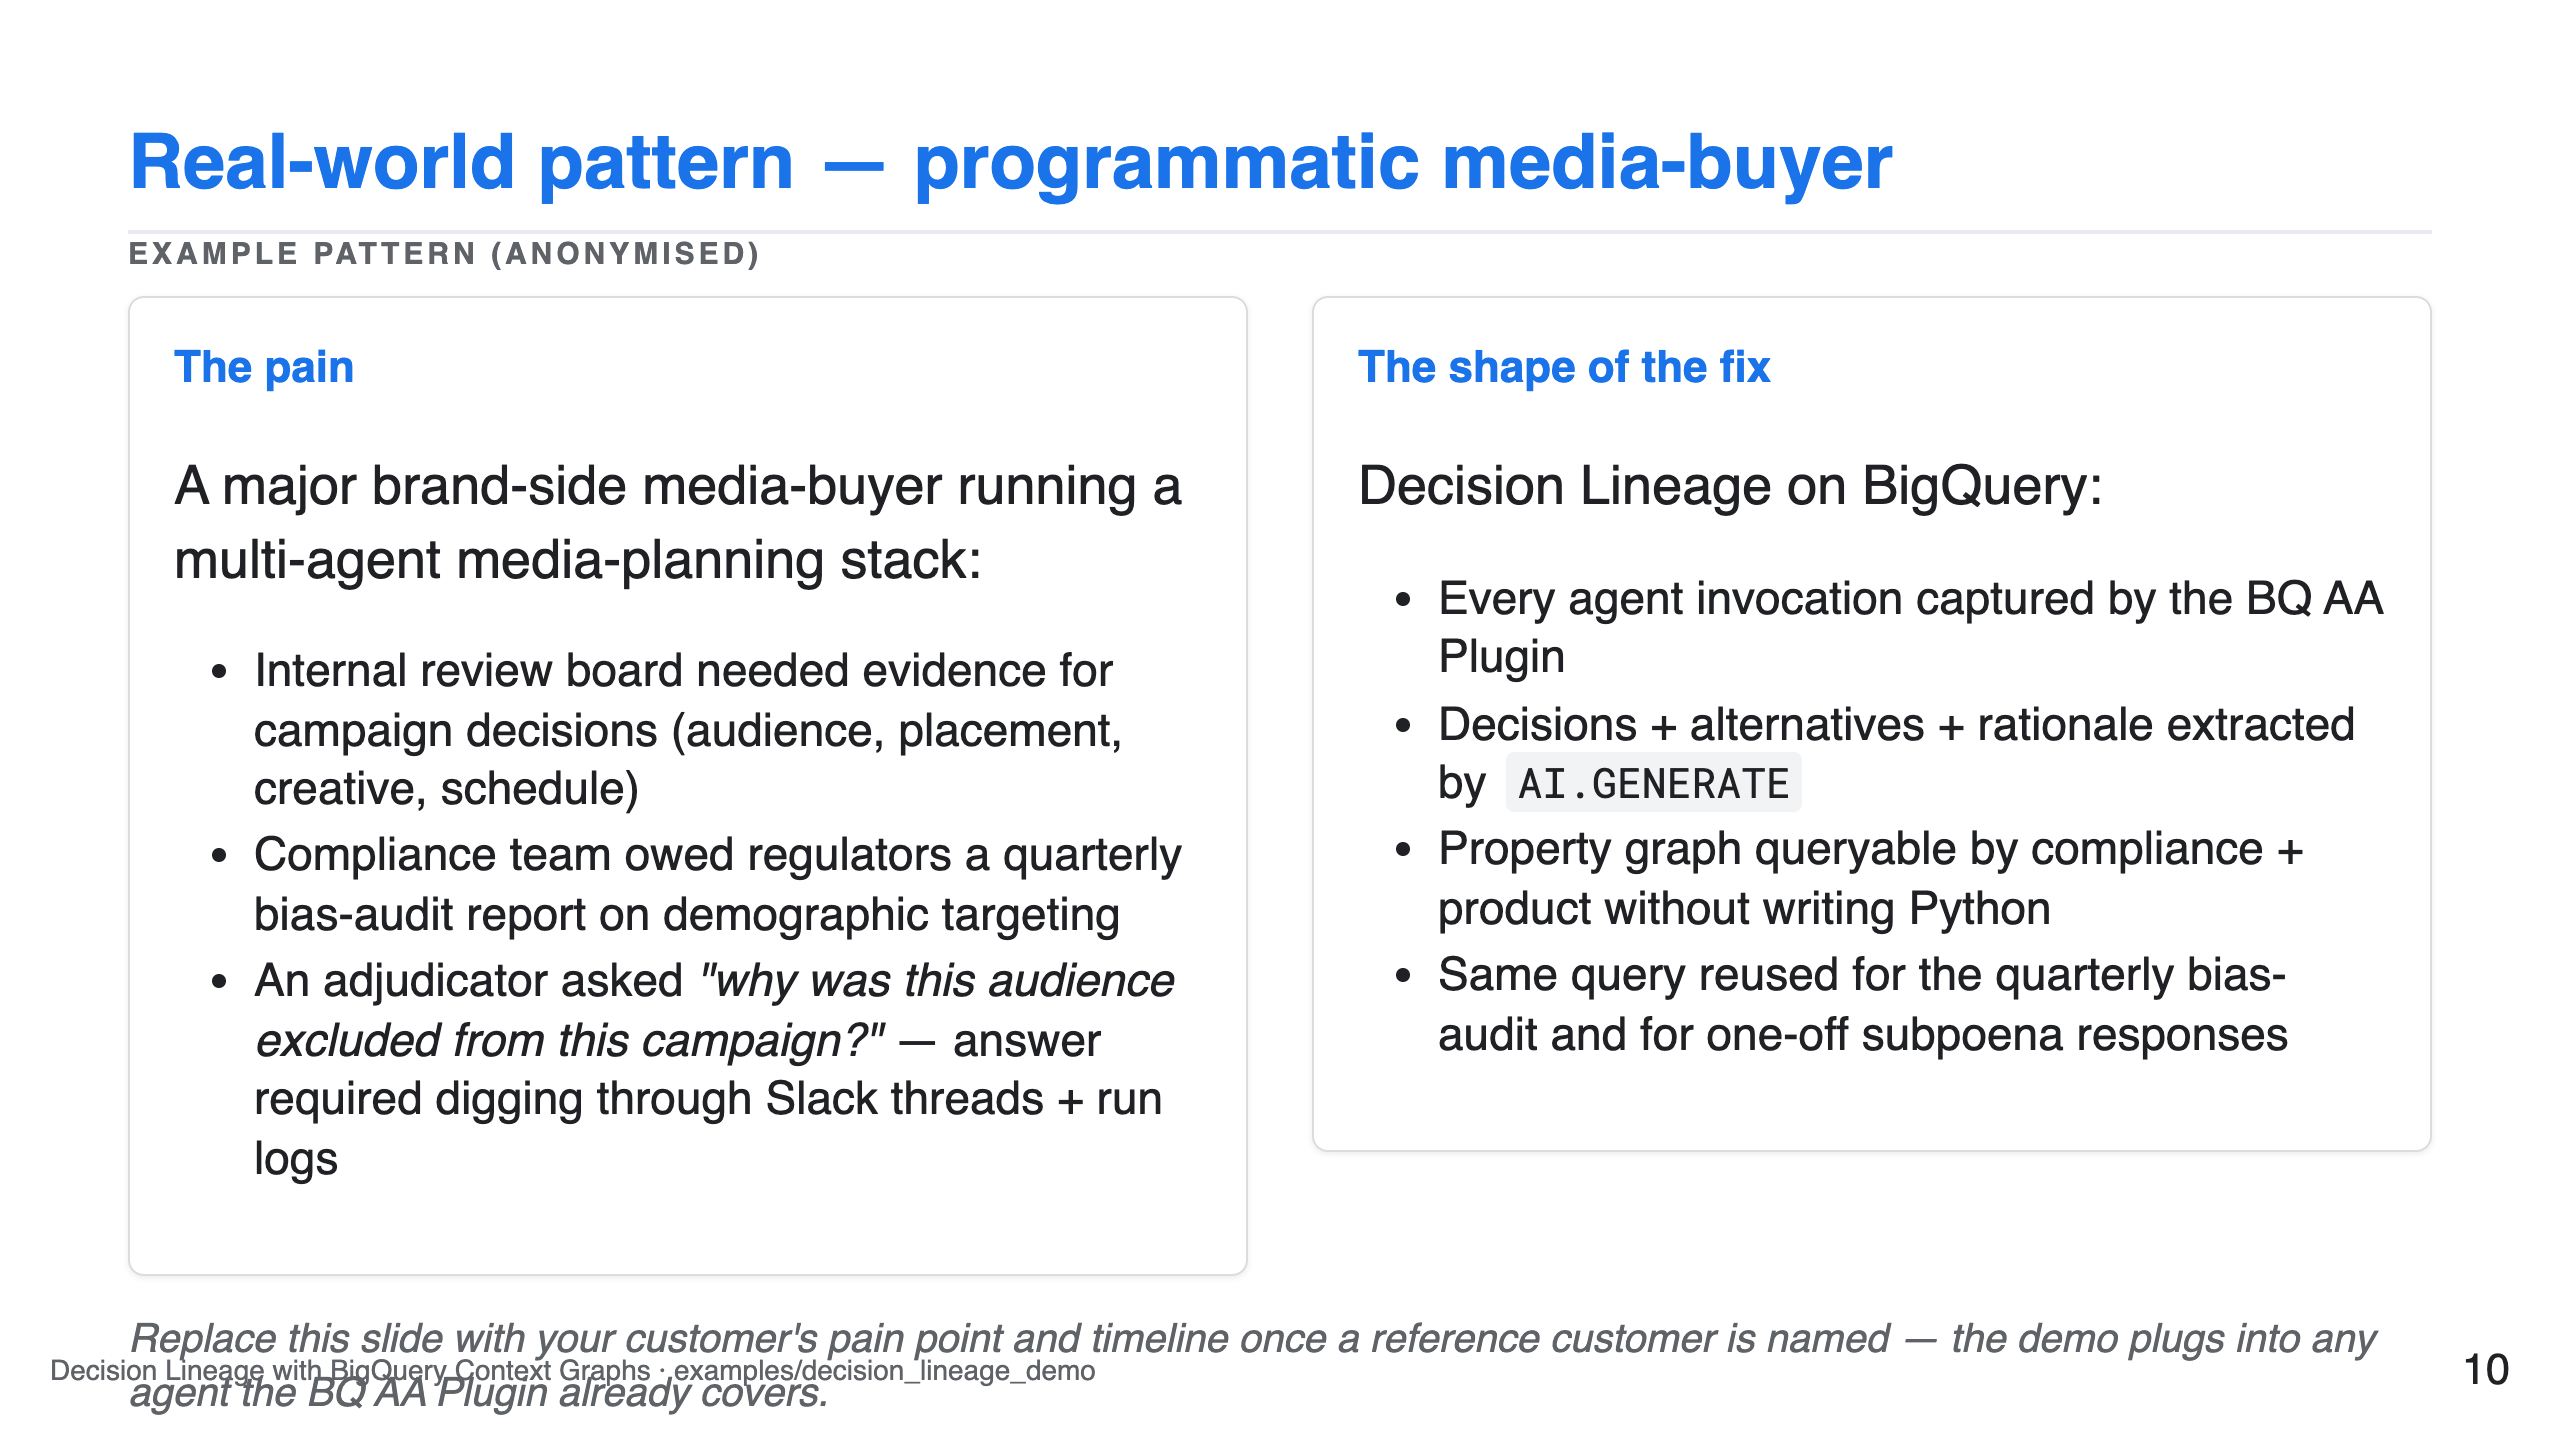 Real-world pattern — programmatic media-buyer
EXAMPLE PATTERN (ANONYMISED)
The pain
A major brand-side media-buyer running a
multi-agent media-planning stack:
• Internal review board needed evidence for
campaign decisions (audience, placement,
creative, schedule)
• Compliance team owed regulators a quarterly
bias-audit report on demographic targeting
• An adjudicator asked "why was this audience
excluded from this campaign?" — answer
required digging through Slack threads + run
logs
The shape of the fix
Decision Lineage on BigQuery:
• Every agent invocation captured by the BQ AA
Plugin
• Decisions + alternatives + rationale extracted
by AI.GENERATE
• Property graph queryable by compliance +
product without writing Python
• Same query reused for the quarterly bias-
audit and for one-off subpoena responses
Replace this slide with your customer's pain point and timeline once a reference customer is named — the demo plugs into any
agent the BQ AA Plugin already covers.
Decision Lineage with BigQuery Context Graphs · examples/decision_lineage_demo
10